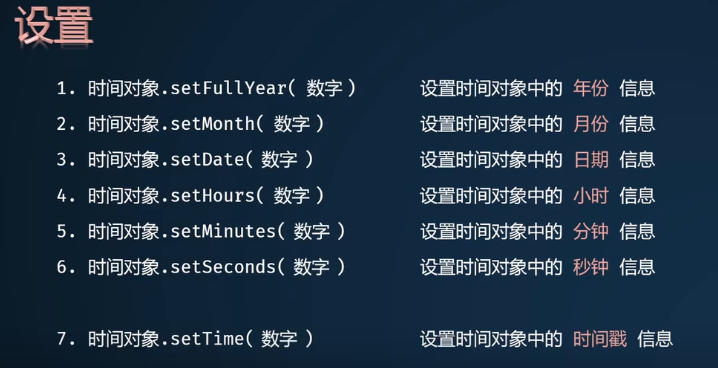 设置
1. 时间对象.setFullYear( 数字 ) 设置时间对象中的 年份 信息
2. 时间对象.setMonth( 数字 ) 设置时间对象中的 月份 信息
3. 时间对象.setDate( 数字 ) 设置时间对象中的 日期 信息
4. 时间对象.setHours( 数字 ) 设置时间对象中的 小时 信息
5. 时间对象.setMinutes( 数字 ) 设置时间对象中的 分钟 信息
6. 时间对象.setSeconds( 数字 ) 设置时间对象中的 秒钟 信息
7. 时间对象.setTime( 数字 ) 设置时间对象中的 时间戳 信息